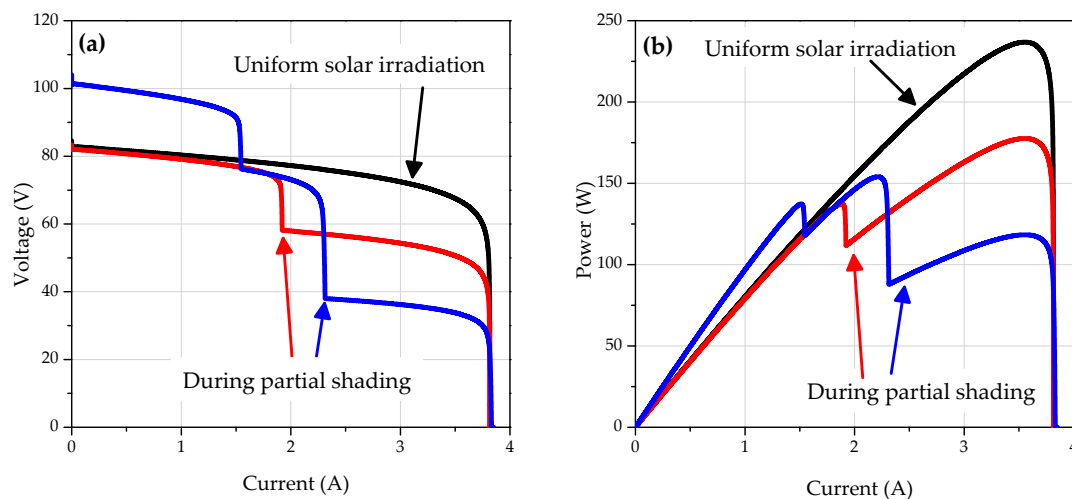 (a)
Uniform solar irradiation
During partial shading
Voltage (V)
120
100
80
60
40
20
0
0
1
2
3
4
Current (A)
(b)
Uniform solar irradiation
During partial shading
Power (W)
250
200
150
100
50
0
0
1
2
3
4
Current (A)